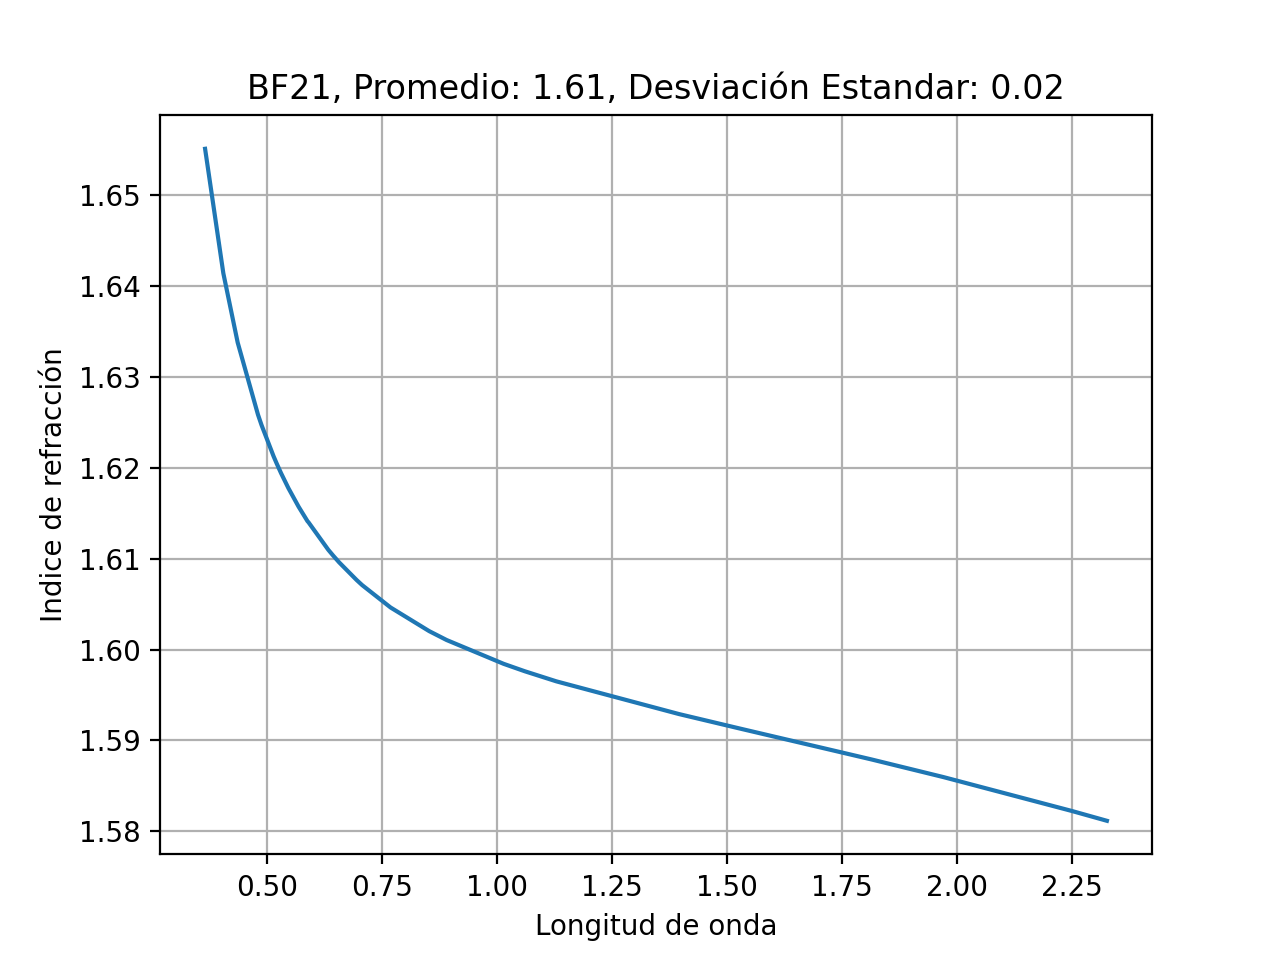 BF21, Promedio: 1.61, Desviación Estandar: 0.02
1.65
1.64
1.63
1.62
1.61
1.60
1.59
1.58
Indice de refracción
0.50 0.75 1.00 1.25 1.50 1.75 2.00 2.25
Longitud de onda